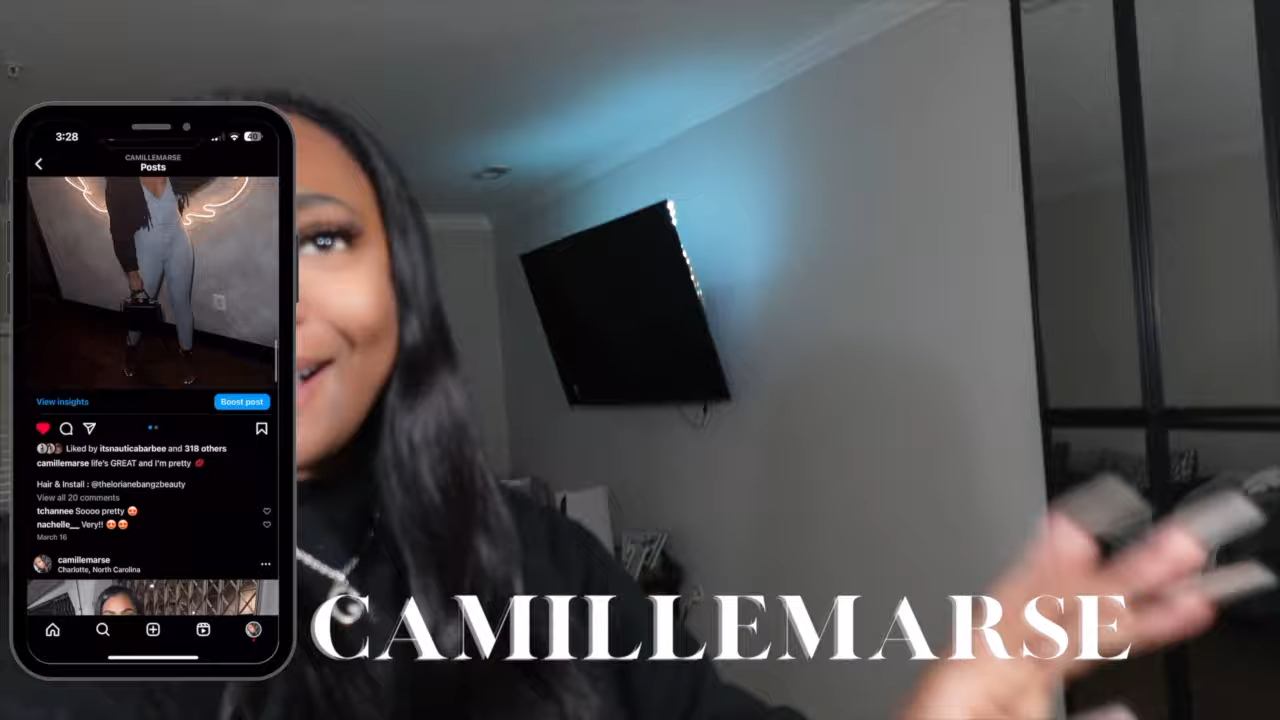 3:28
40
CAMILLEMARSE
Posts
View insights
Boost post
Liked by itsnauticabarbee and 318 others
camillemarse life's GREAT and I'm pretty 💋
Hair & Install : @thelorianebangzbeauty
View all 20 comments
tchannee Soooo pretty 😍
nachelle__ Very!! 😍😍
March 16
camillemarse
Charlotte, North Carolina
CAMILLEMARSE